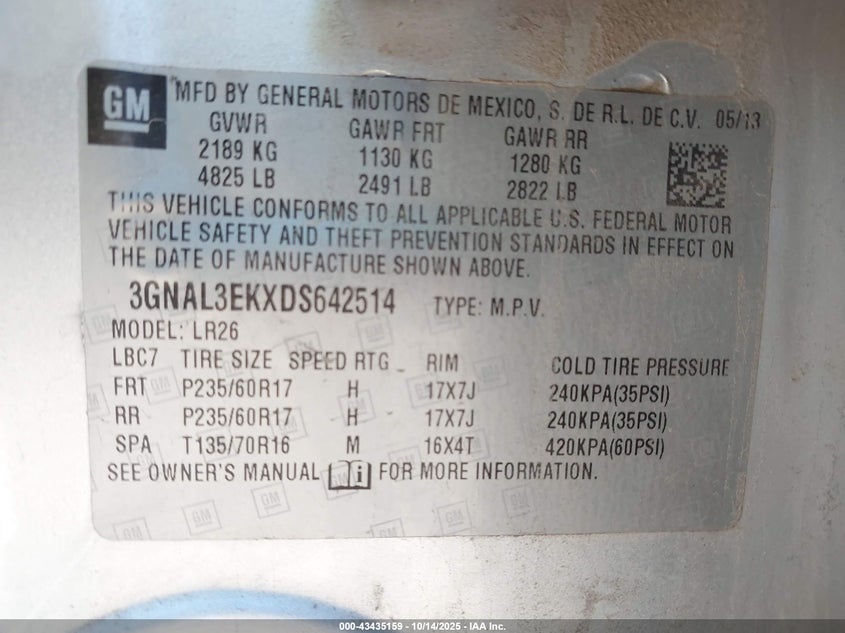 GM MFD BY GENERAL MOTORS DE MEXICO, S. DE R.L. DE C.V. 05/13
GVWR GAWR FRT GAWR RR
2189 KG 1130 KG 1280 KG
4825 LB 2491 LB 2822 LB
THIS VEHICLE CONFORMS TO ALL APPLICABLE U.S. FEDERAL MOTOR
VEHICLE SAFETY AND THEFT PREVENTION STANDARDS IN EFFECT ON
THE DATE OF MANUFACTURE SHOWN ABOVE.
3GNAL3EKXDS642514 TYPE: M.P.V.
MODEL: LR26
LBC7 TIRE SIZE SPEED RTG RIM COLD TIRE PRESSURE
FRT P235/60R17 H 17X7J 240KPA(35PSI)
RR P235/60R17 H 17X7J 240KPA(35PSI)
SPA T135/70R16 M 16X4T 420KPA(60PSI)
SEE OWNER'S MANUAL FOR MORE INFORMATION.
000-43435159 - 10/14/2025 - IAA Inc.